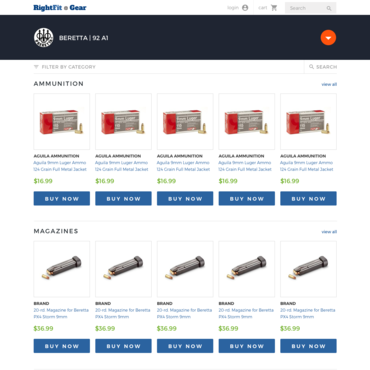 RightFit Gear
login
cart
Search
BERETTA | 92 A1
FILTER BY CATEGORY
SEARCH
AMMUNITION
view all
AGUILA AMMUNITION AGUILA AMMUNITION AGUILA AMMUNITION AGUILA AMMUNITION AGUILA AMMUNITION
Aguila 9mm Luger Ammo Aguila 9mm Luger Ammo Aguila 9mm Luger Ammo Aguila 9mm Luger Ammo Aguila 9mm Luger Ammo
124 Grain Full Metal Jacket 124 Grain Full Metal Jacket 124 Grain Full Metal Jacket 124 Grain Full Metal Jacket 124 Grain Full Metal Jacket
$16.99 $16.99 $16.99 $16.99 $16.99
BUY NOW BUY NOW BUY NOW BUY NOW BUY NOW
MAGAZINES
view all
BRAND BRAND BRAND BRAND BRAND
20 rd. Magazine for Beretta 20 rd. Magazine for Beretta 20 rd. Magazine for Beretta 20 rd. Magazine for Beretta 20 rd. Magazine for Beretta
PX4 Storm 9mm PX4 Storm 9mm PX4 Storm 9mm PX4 Storm 9mm PX4 Storm 9mm
$36.99 $36.99 $36.99 $36.99 $36.99
BUY NOW BUY NOW BUY NOW BUY NOW BUY NOW